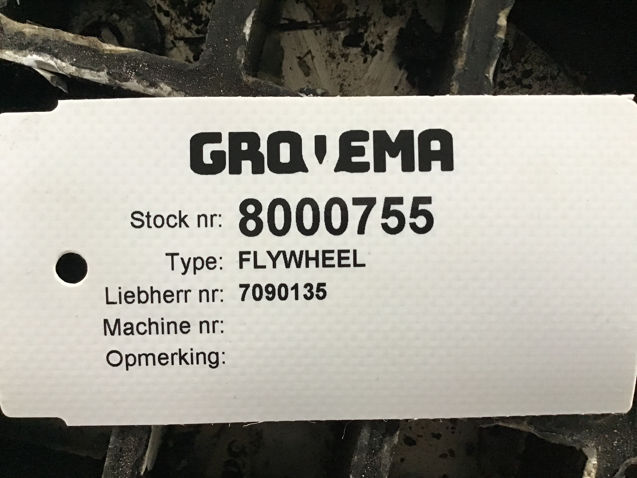 GROVEMA
Stock nr: 8000755
Type: FLYWHEEL
Liebherr nr: 7090135
Machine nr:
Opmerking: